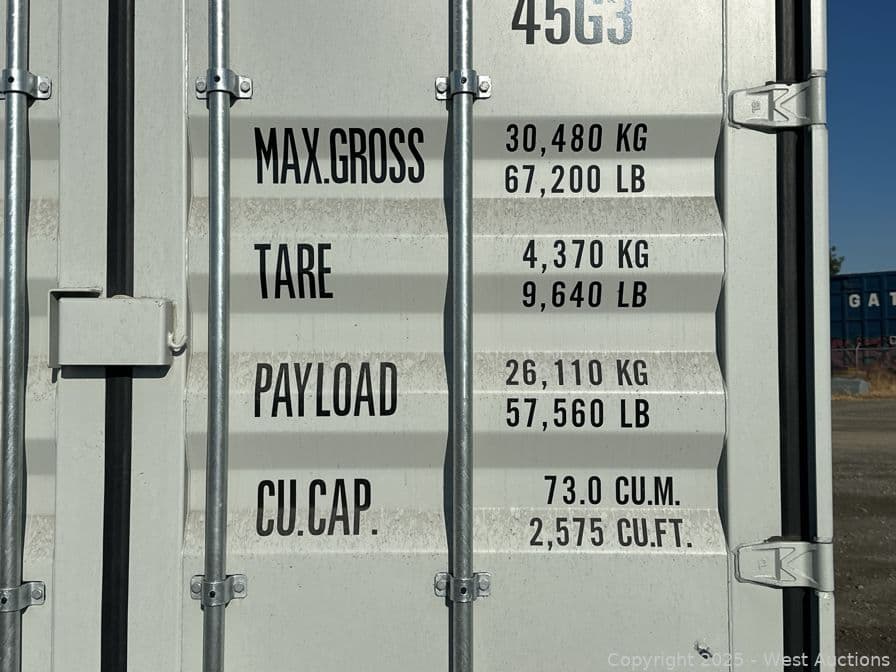 45G3
MAX.GROSS 30,480 KG
67,200 LB
TARE 4,370 KG
9,640 LB
PAYLOAD 26,110 KG
57,560 LB
CU.CAP. 73.0 CU.M.
2,575 CU.FT.
GAT
Copyright 2025 - West Auctions